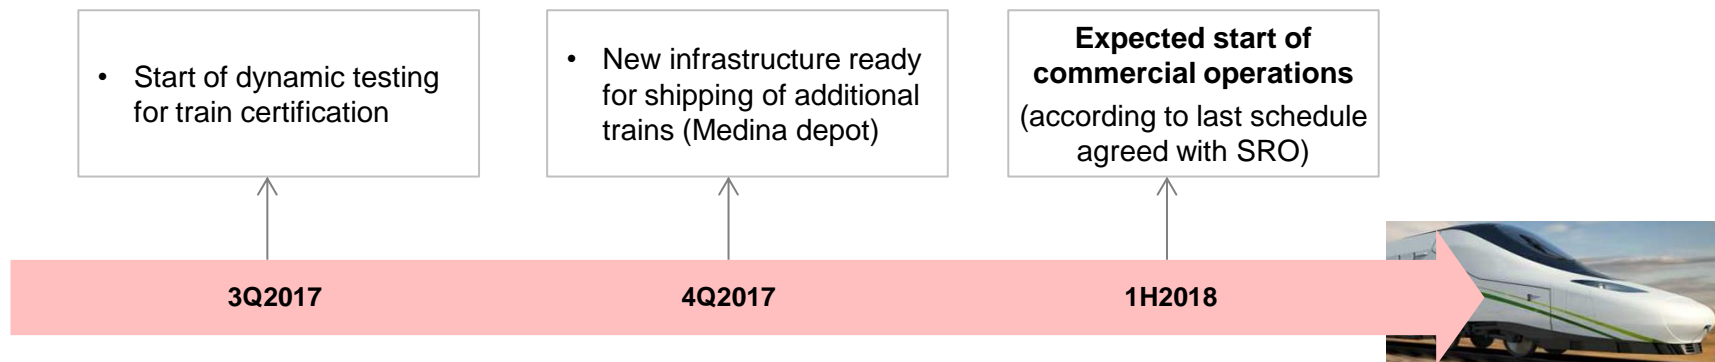 • Start of dynamic testing
for train certification
• New infrastructure ready
for shipping of additional
trains (Medina depot)
Expected start of
commercial operations
(according to last schedule
agreed with SRO)
3Q2017
4Q2017
1H2018